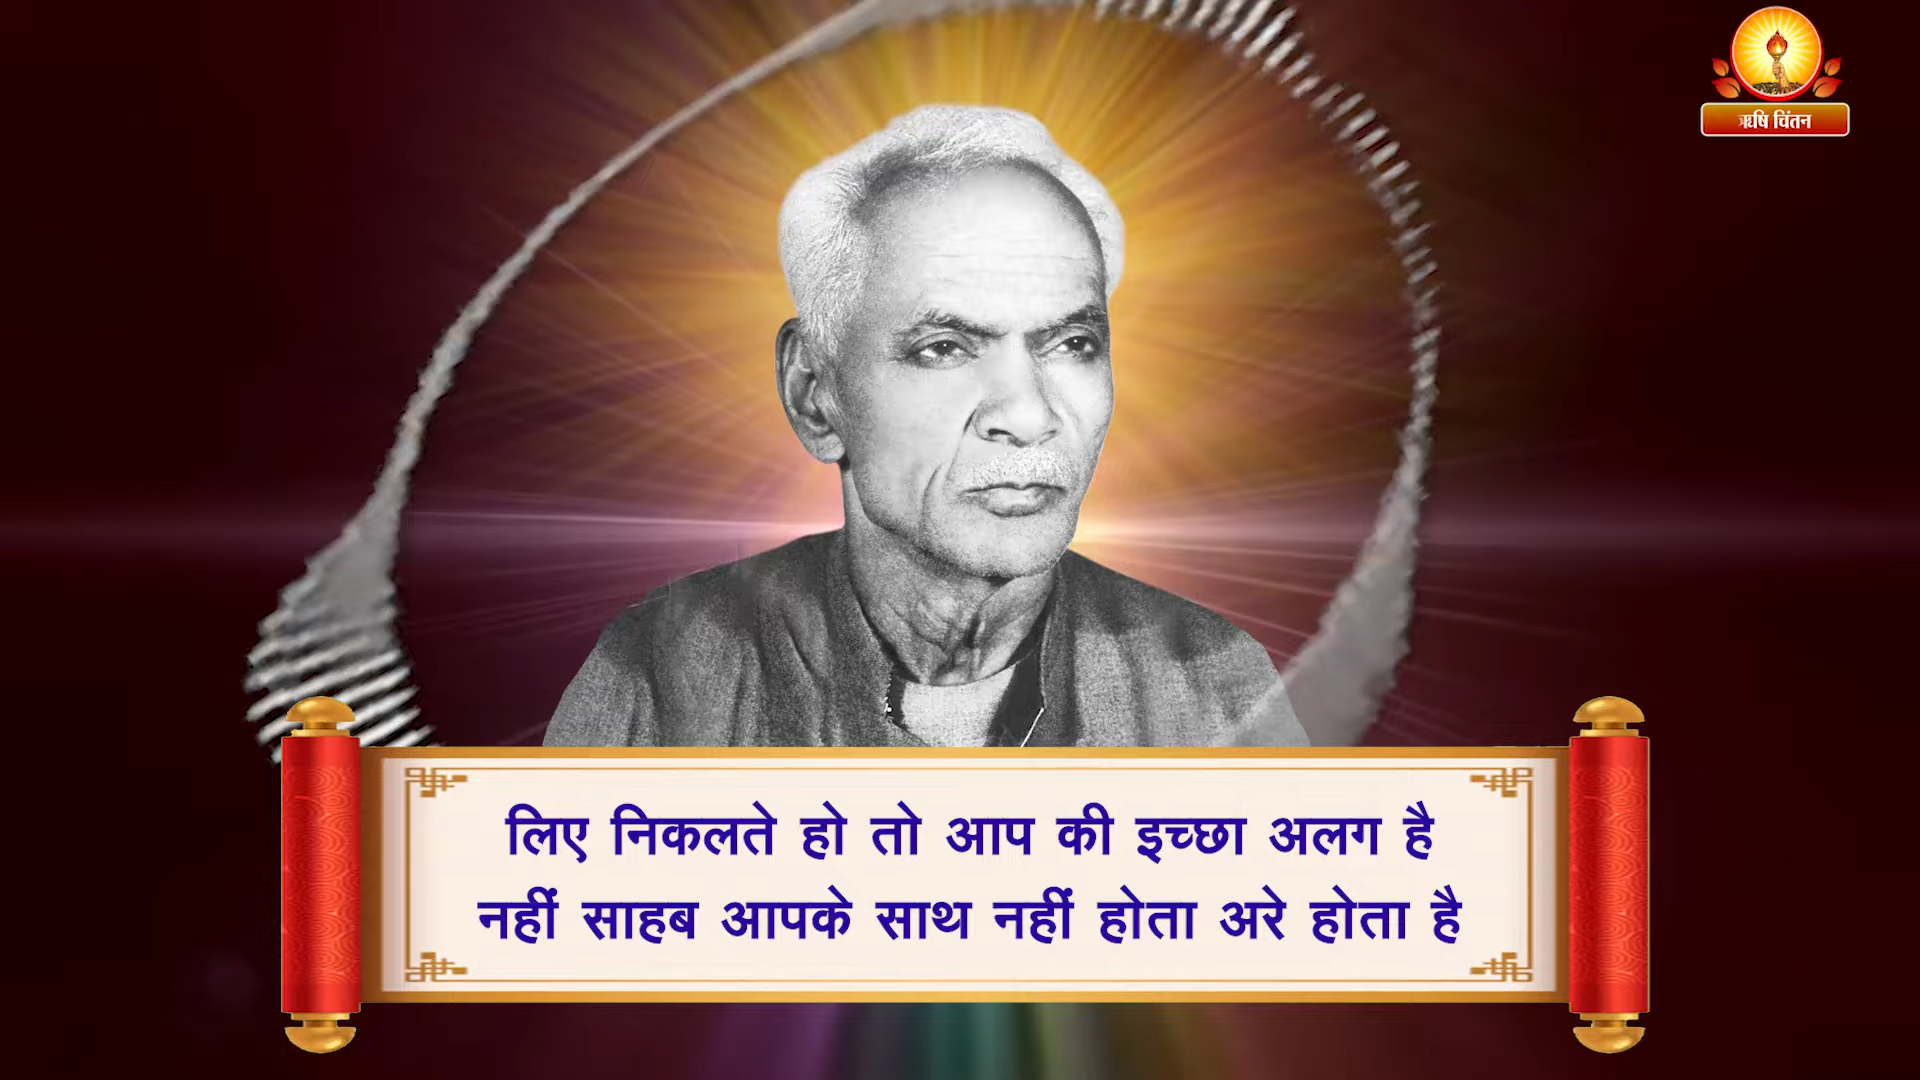 ऋषि चिंतन
लिए निकलते हो तो आप की इच्छा अलग है
नहीं साहब आपके साथ नहीं होता अरे होता है